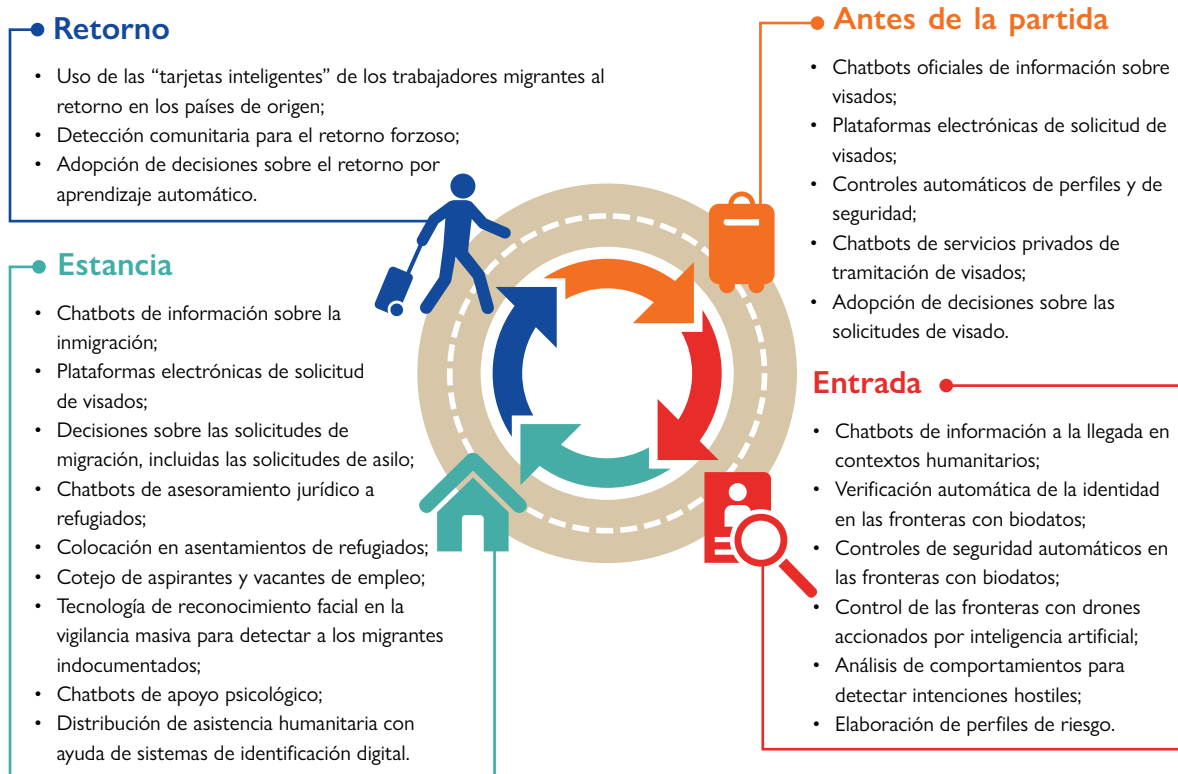 Retorno
• Uso de las “tarjetas inteligentes” de los trabajadores migrantes al
retorno en los países de origen;
• Detección comunitaria para el retorno forzoso;
• Adopción de decisiones sobre el retorno por
aprendizaje automático.
Antes de la partida
• Chatbots oficiales de información sobre
visados;
• Plataformas electrónicas de solicitud de
visados;
• Controles automáticos de perfiles y de
seguridad;
• Chatbots de servicios privados de
tramitación de visados;
• Adopción de decisiones sobre las
solicitudes de visado.
Estancia
• Chatbots de información sobre la
inmigración;
• Plataformas electrónicas de solicitud
de visados;
• Decisiones sobre las solicitudes de
migración, incluidas las solicitudes de asilo;
• Chatbots de asesoramiento jurídico a
refugiados;
• Colocación en asentamientos de refugiados;
• Cotejo de aspirantes y vacantes de empleo;
• Tecnología de reconocimiento facial en la
vigilancia masiva para detectar a los migrantes
indocumentados;
• Chatbots de apoyo psicológico;
• Distribución de asistencia humanitaria con
ayuda de sistemas de identificación digital.
Entrada
• Chatbots de información a la llegada en
contextos humanitarios;
• Verificación automática de la identidad
en las fronteras con biodatos;
• Controles de seguridad automáticos en
las fronteras con biodatos;
• Control de las fronteras con drones
accionados por inteligencia artificial;
• Análisis de comportamientos para
detectar intenciones hostiles;
• Elaboración de perfiles de riesgo.